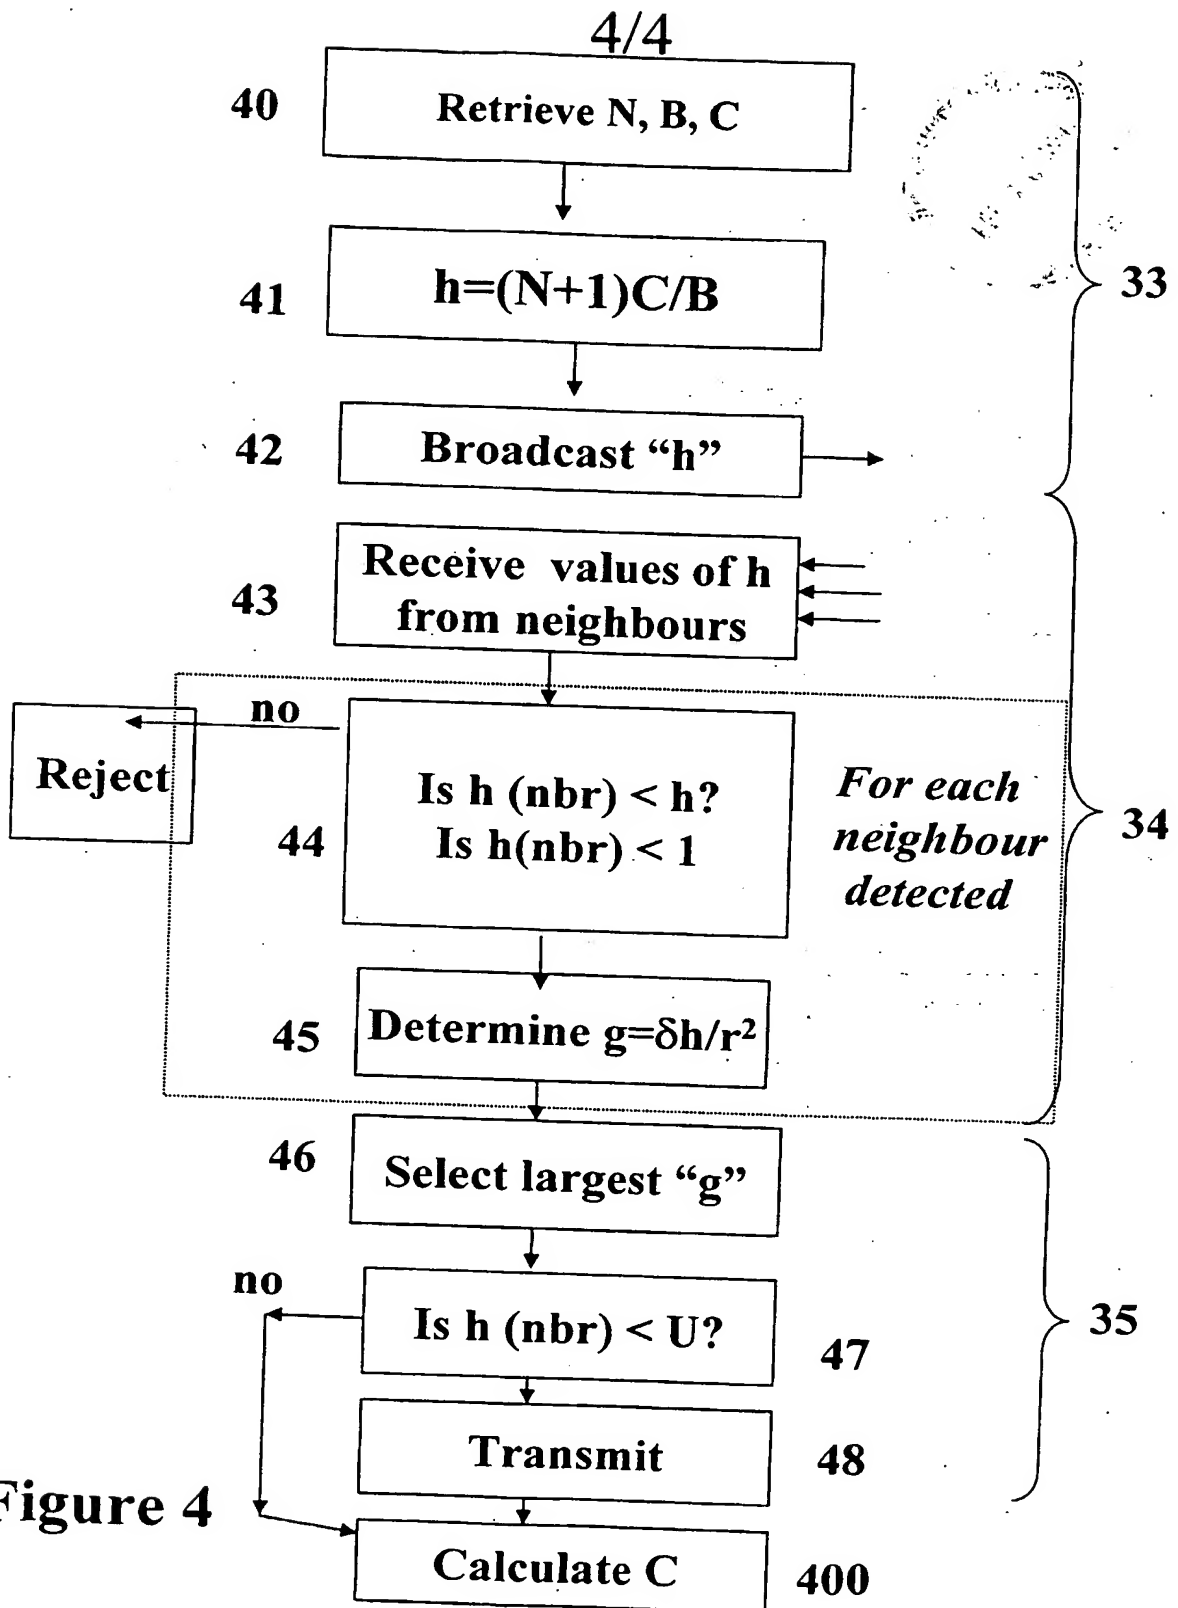 4/4
40
Retrieve N, B, C
41
h=(N+1)C/B
33
42
Broadcast “h”
43
Receive values of h
from neighbours
no
Reject
44
Is h (nbr) < h?
Is h(nbr) < 1
For each
neighbour
detected
34
45
Determine g=δh/r²
46
Select largest “g”
no
Is h (nbr) < U?
47
35
Transmit
48
Figure 4
Calculate C
400